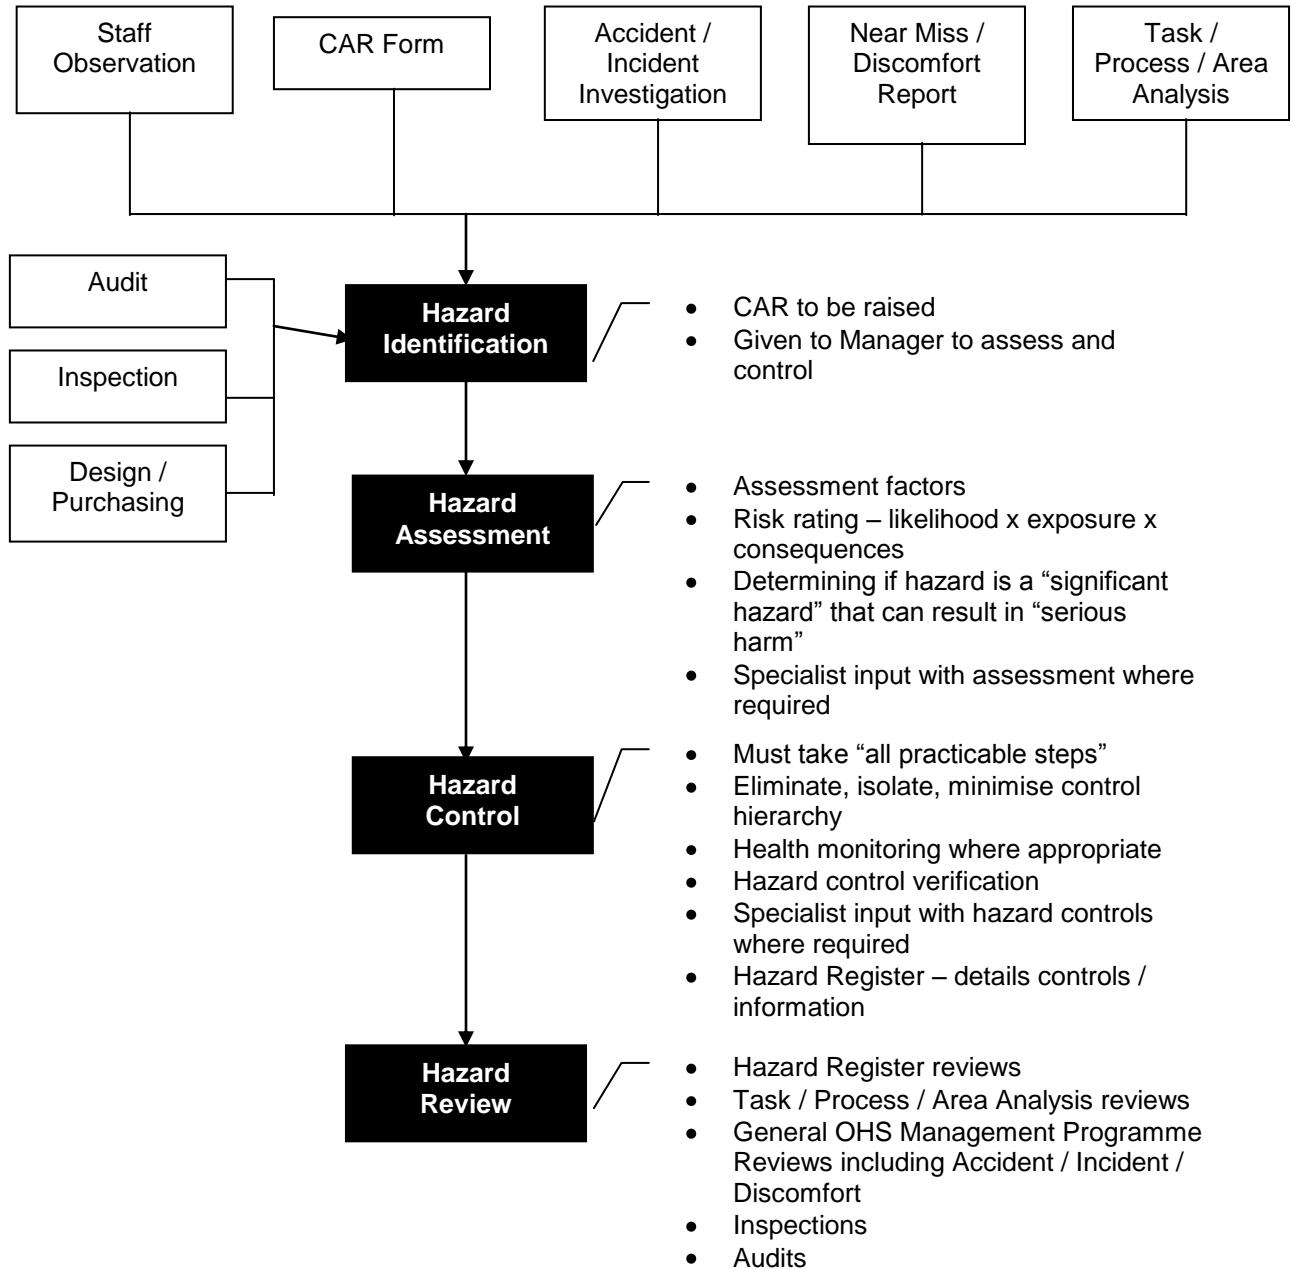 Staff
Observation
CAR Form
Accident /
Incident
Investigation
Near Miss /
Discomfort
Report
Task /
Process / Area
Analysis
Audit
Inspection
Design /
Purchasing
Hazard
Identification
• CAR to be raised
• Given to Manager to assess and
control
Hazard
Assessment
• Assessment factors
• Risk rating – likelihood x exposure x
consequences
• Determining if hazard is a “significant
hazard” that can result in “serious
harm”
• Specialist input with assessment where
required
Hazard
Control
• Must take “all practicable steps”
• Eliminate, isolate, minimise control
hierarchy
• Health monitoring where appropriate
• Hazard control verification
• Specialist input with hazard controls
where required
• Hazard Register – details controls /
information
Hazard
Review
• Hazard Register reviews
• Task / Process / Area Analysis reviews
• General OHS Management Programme
Reviews including Accident / Incident /
Discomfort
• Inspections
• Audits